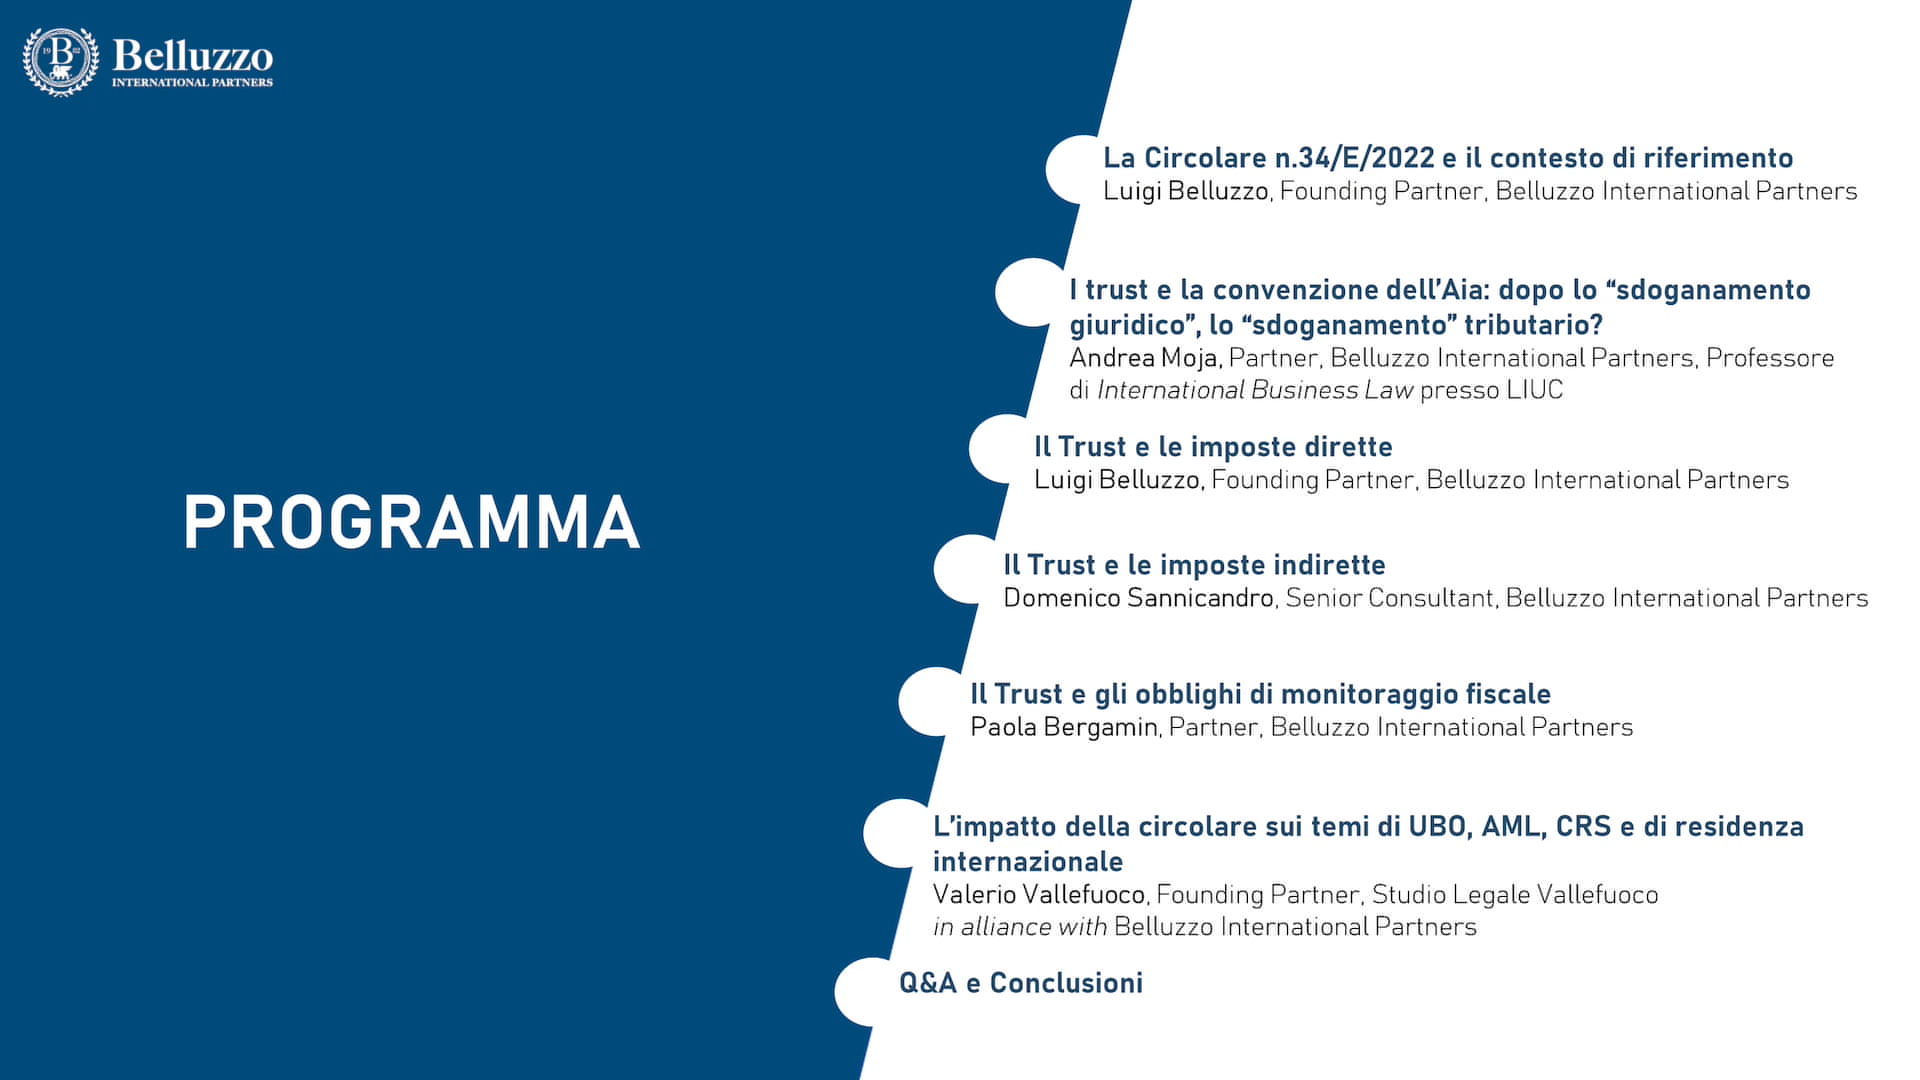 19 B 02
Belluzzo
INTERNATIONAL PARTNERS
PROGRAMMA
La Circolare n.34/E/2022 e il contesto di riferimento
Luigi Belluzzo, Founding Partner, Belluzzo International Partners
I trust e la convenzione dell’Aia: dopo lo “sdoganamento
giuridico”, lo “sdoganamento” tributario?
Andrea Moja, Partner, Belluzzo International Partners, Professore
di International Business Law presso LIUC
Il Trust e le imposte dirette
Luigi Belluzzo, Founding Partner, Belluzzo International Partners
Il Trust e le imposte indirette
Domenico Sannicandro, Senior Consultant, Belluzzo International Partners
Il Trust e gli obblighi di monitoraggio fiscale
Paola Bergamin, Partner, Belluzzo International Partners
L’impatto della circolare sui temi di UBO, AML, CRS e di residenza
internazionale
Valerio Vallefuoco, Founding Partner, Studio Legale Vallefuoco
in alliance with Belluzzo International Partners
Q&A e Conclusioni